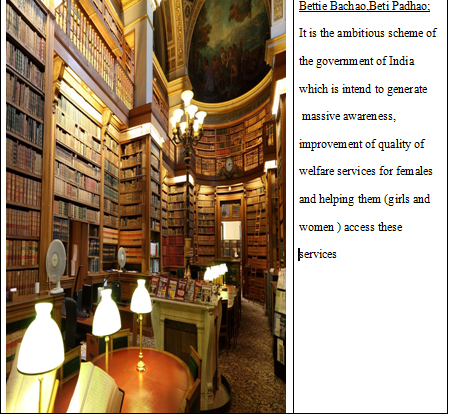 Bettie Bachao,Beti Padhao;
It is the ambitious scheme of
the government of India
which is intend to generate
massive awareness,
improvement of quality of
welfare services for females
and helping them (girls and
women ) access these
services